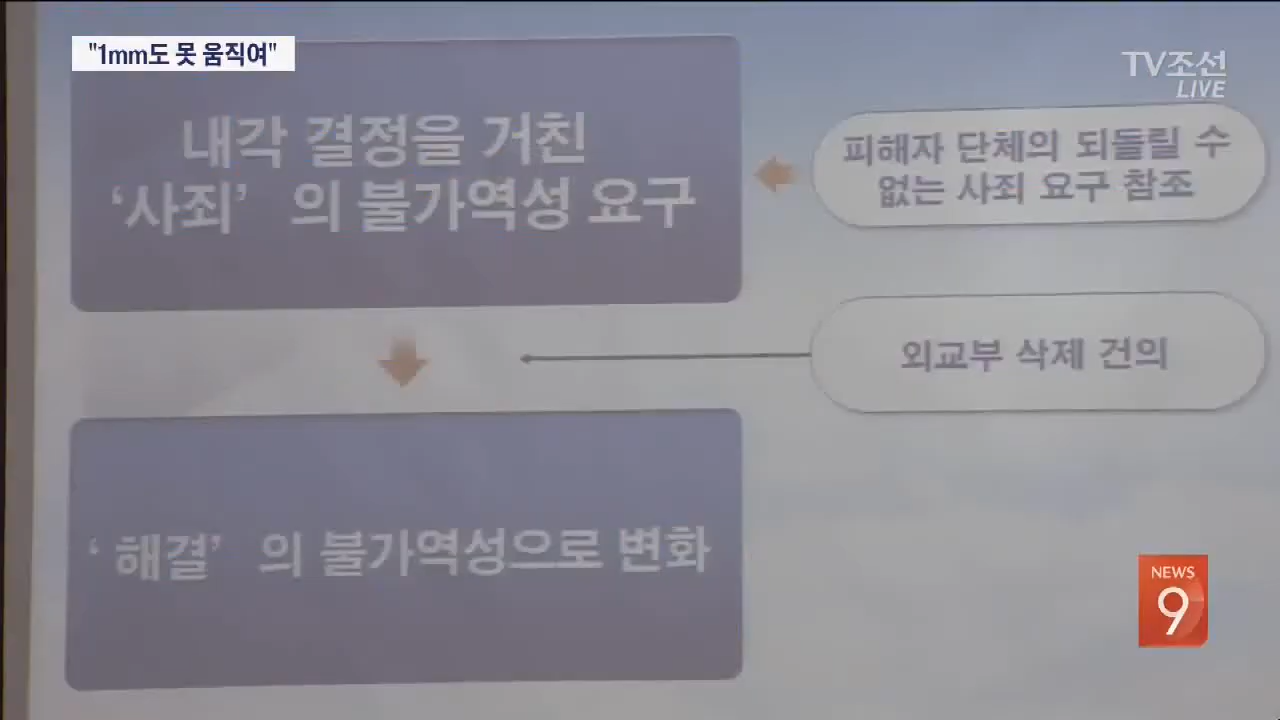 "1mm도 못 움직여"
TV조선
LIVE
내각 결정을 거친
‘사죄’ 의 불가역성 요구
피해자 단체의 되돌릴 수
없는 사죄 요구 참조
외교부 삭제 건의
‘ 해결’ 의 불가역성으로 변화
NEWS
9